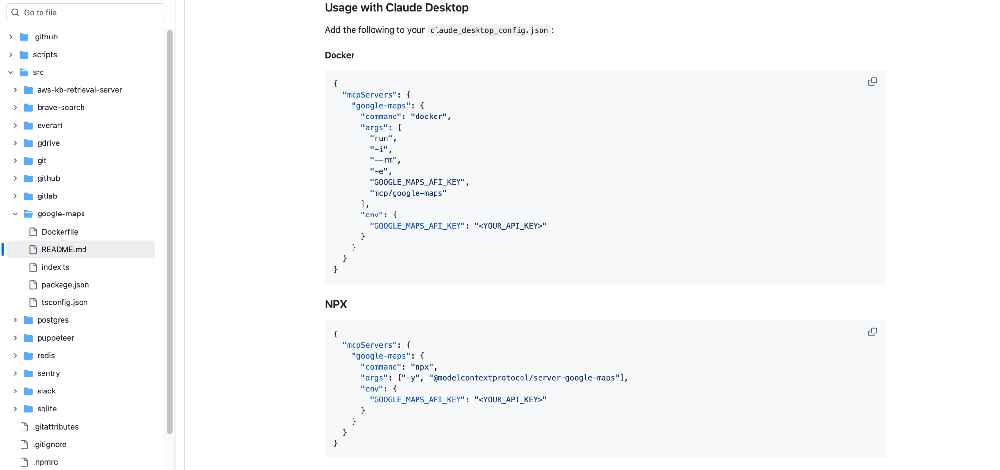 Go to file
.github
scripts
src
aws-kb-retrieval-server
brave-search
everart
gdrive
git
github
gitlab
google-maps
Dockerfile
README.md
index.ts
package.json
tsconfig.json
postgres
puppeteer
redis
sentry
slack
sqlite
.gitattributes
.gitignore
.npmrc
Usage with Claude Desktop
Add the following to your claude_desktop_config.json:
Docker
{
  "mcpServers": {
    "google-maps": {
      "command": "docker",
      "args": [
        "run",
        "-i",
        "--rm",
        "-e",
        "GOOGLE_MAPS_API_KEY",
        "mcp/google-maps"
      ],
      "env": {
        "GOOGLE_MAPS_API_KEY": "<YOUR_API_KEY>"
      }
    }
  }
}
NPX
{
  "mcpServers": {
    "google-maps": {
      "command": "npx",
      "args": ["-y", "@modelcontextprotocol/server-google-maps"],
      "env": {
        "GOOGLE_MAPS_API_KEY": "<YOUR_API_KEY>"
      }
    }
  }
}